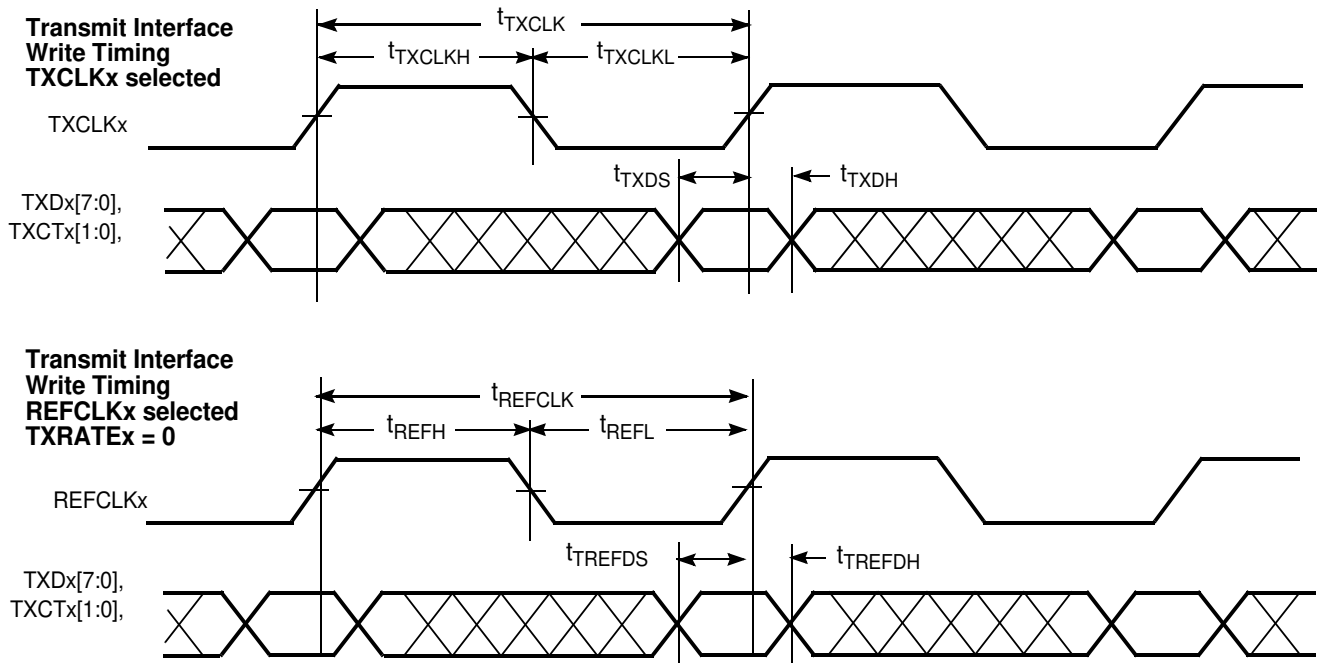 Transmit Interface
Write Timing
TXCLKx selected
tTXCLK
tTXCLKH
tTXCLKL
TXCLKx
tTXDS
tTXDH
TXDx[7:0],
TXCTx[1:0],
Transmit Interface
Write Timing
REFCLKx selected
TXRATEx = 0
tREFCLK
tREFH
tREFL
REFCLKx
tTREFDS
tTREFDH
TXDx[7:0],
TXCTx[1:0],